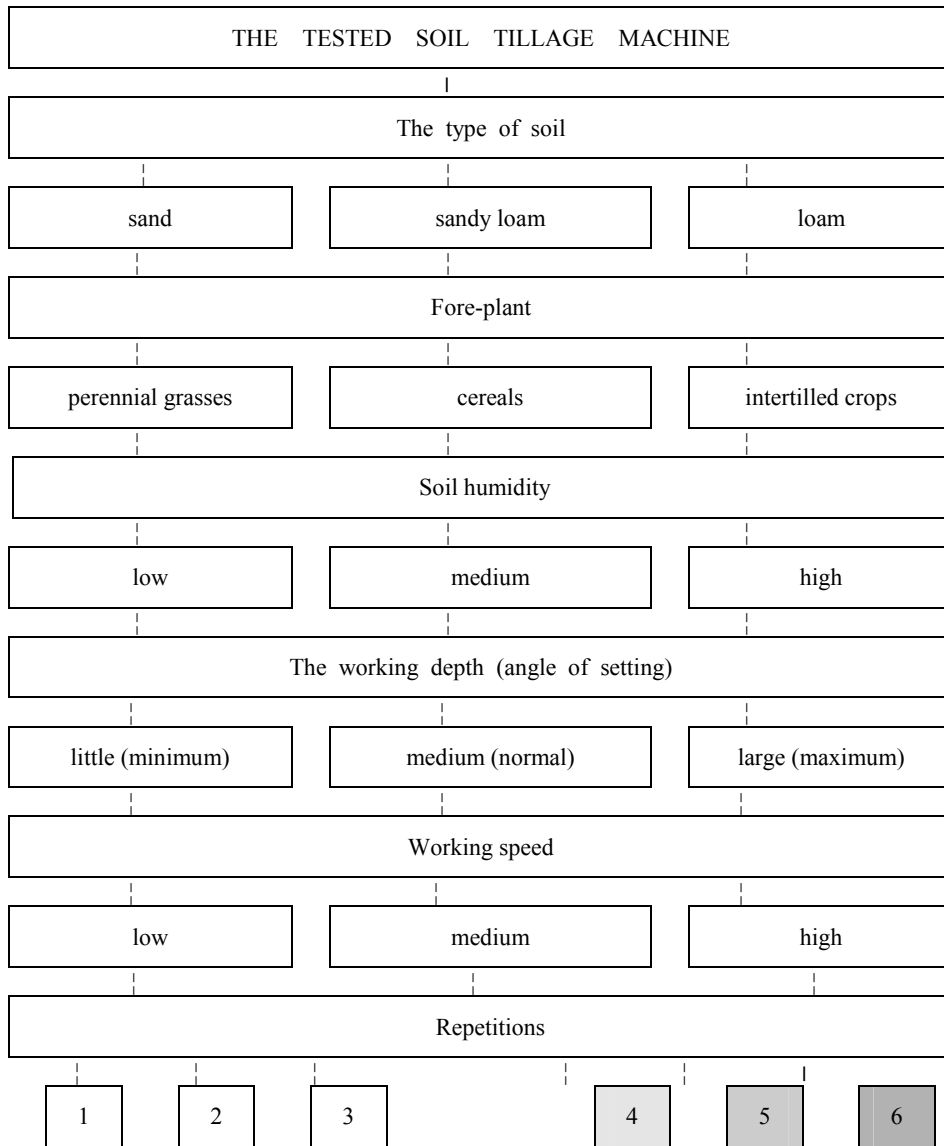 THE TESTED SOIL TILLAGE MACHINE
The type of soil
sand sandy loam loam
Fore-plant
perennial grasses cereals intertilled crops
Soil humidity
low medium high
The working depth (angle of setting)
little (minimum) medium (normal) large (maximum)
Working speed
low medium high
Repetitions
1 2 3 4 5 6